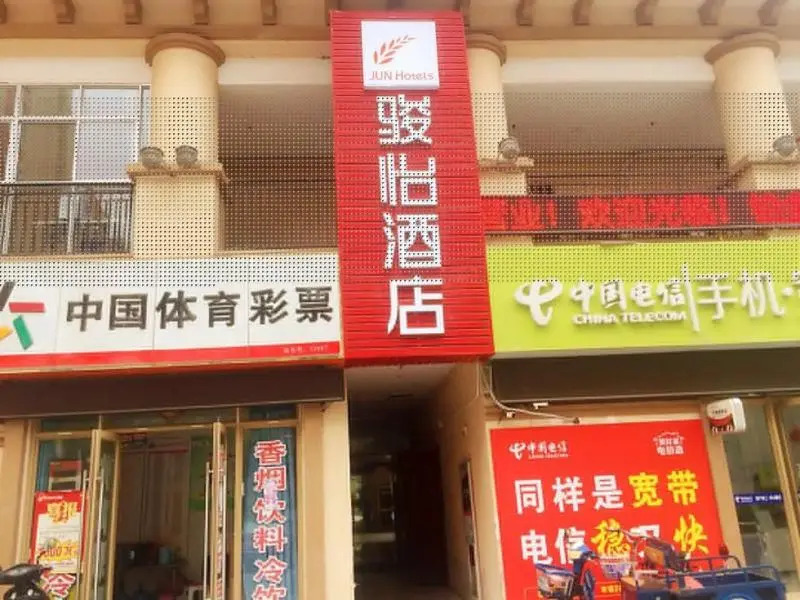 JUN Hotels
骏怡酒店
营业！欢迎光临！
中国体育彩票
中国电信
CHINA TELECOM
手机
香烟饮料冷饮
中国电信
同样是宽带
电信稳 快